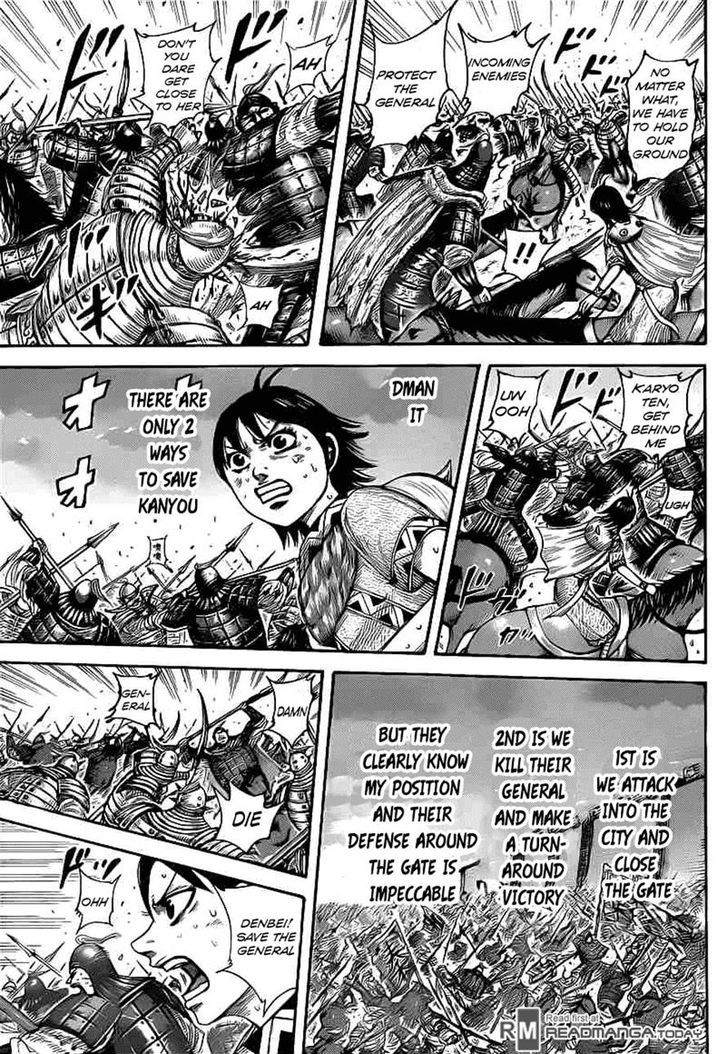 NO
MATTER
WHAT,
WE HAVE
TO HOLD
OUR
GROUND
INCOMING
ENEMIES
PROTECT
THE
GENERAL
!!
AH
DON'T
YOU
DARE
GET
CLOSE
TO HER
AH
KARYO
TEN,
GET
BEHIND
ME
UW
OOH
UGH
DMAN
IT
THERE ARE
ONLY 2
WAYS
TO SAVE
KANYOU
1ST IS
WE ATTACK
INTO THE
CITY AND
CLOSE
THE GATE
2ND IS WE
KILL THEIR
GENERAL
AND MAKE
A TURN-
AROUND
VICTORY
BUT THEY
CLEARLY KNOW
MY POSITION
AND THEIR
DEFENSE AROUND
THE GATE IS
IMPECCABLE
DAMN
GEN-
ERAL
DIE
OHH
DENBEI!
SAVE THE
GENERAL
RM
Read first at
READMANGA.TODAY